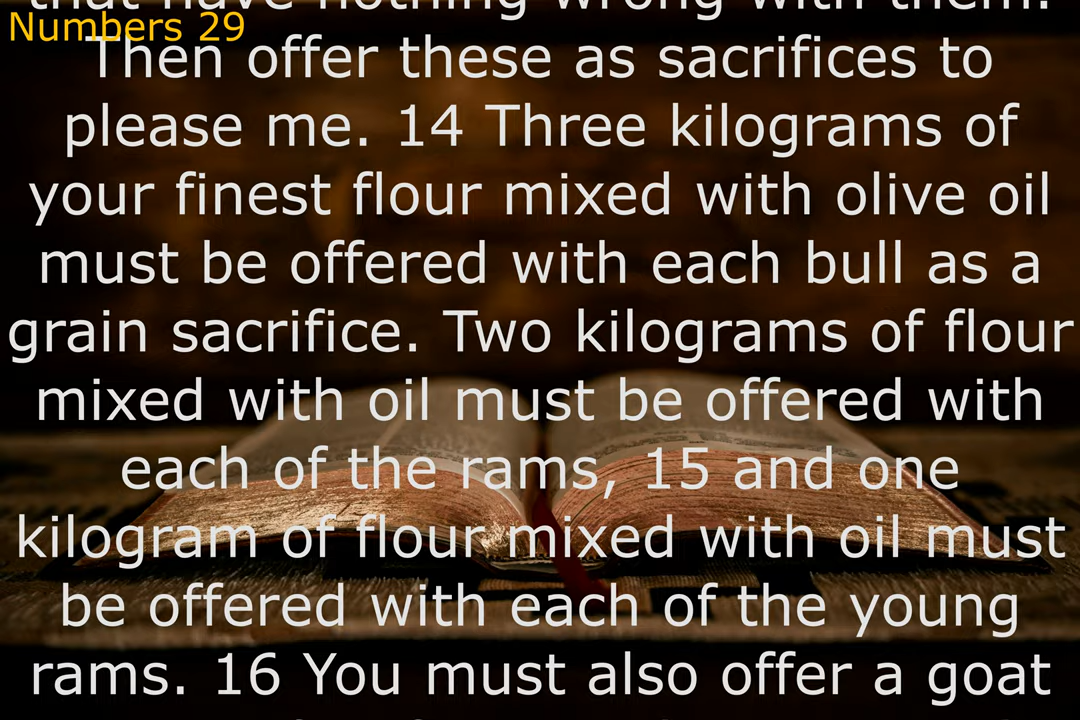 that have nothing wrong with them.
Numbers 29
Then offer these as sacrifices to
please me. 14 Three kilograms of
your finest flour mixed with olive oil
must be offered with each bull as a
grain sacrifice. Two kilograms of flour
mixed with oil must be offered with
each of the rams, 15 and one
kilogram of flour mixed with oil must
be offered with each of the young
rams. 16 You must also offer a goat